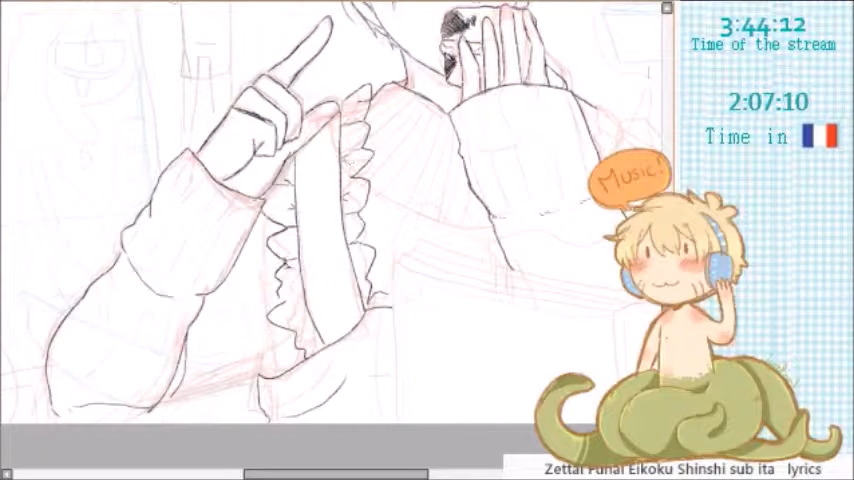 3:44:12
Time of the stream
2:07:10
Time in
Music!
Zettai Funai Eikoku Shinshi sub ita lyrics